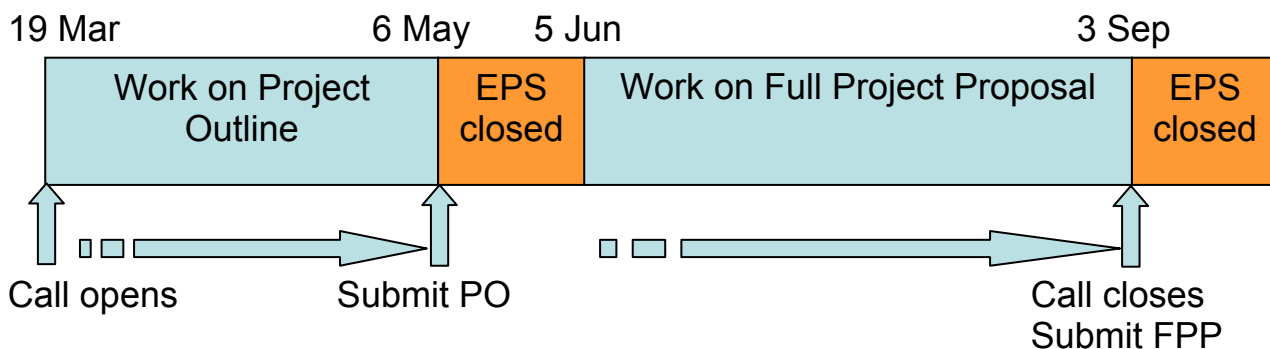 19 Mar 6 May 5 Jun 3 Sep
Work on Project
Outline
EPS
closed
Work on Full Project Proposal
EPS
closed
Call opens
Submit PO
Call closes
Submit FPP